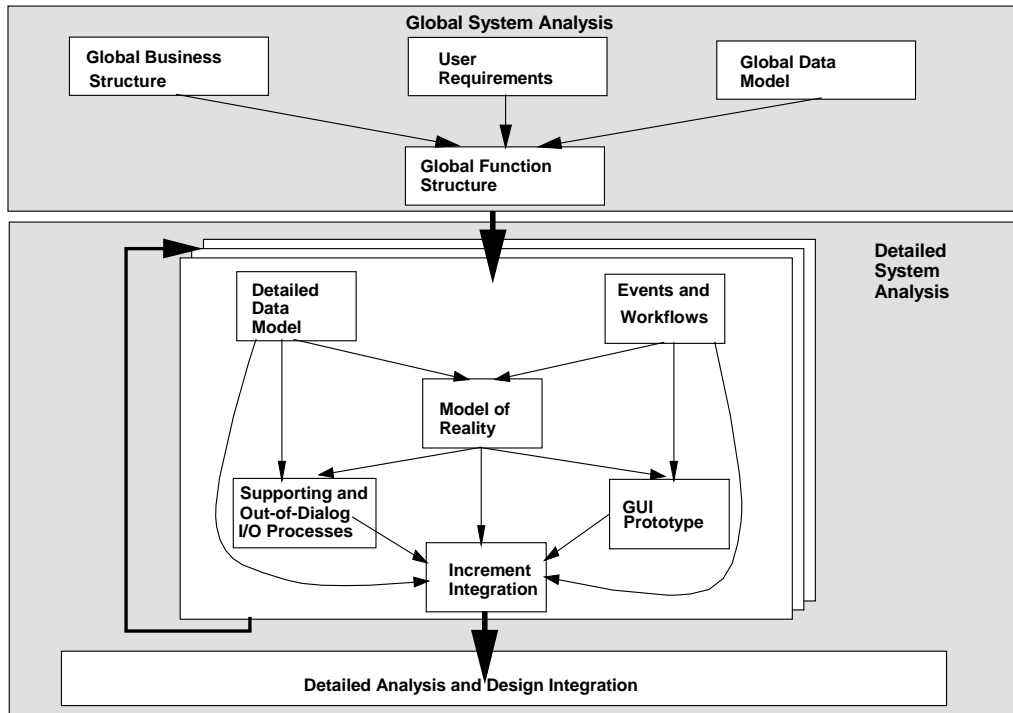 Global System Analysis
Global Business
Structure
User
Requirements
Global Data
Model
Global Function
Structure
Detailed
System
Analysis
Detailed
Data
Model
Events and
Workflows
Model of
Reality
Supporting and
Out-of-Dialog
I/O Processes
GUI
Prototype
Increment
Integration
Detailed Analysis and Design Integration